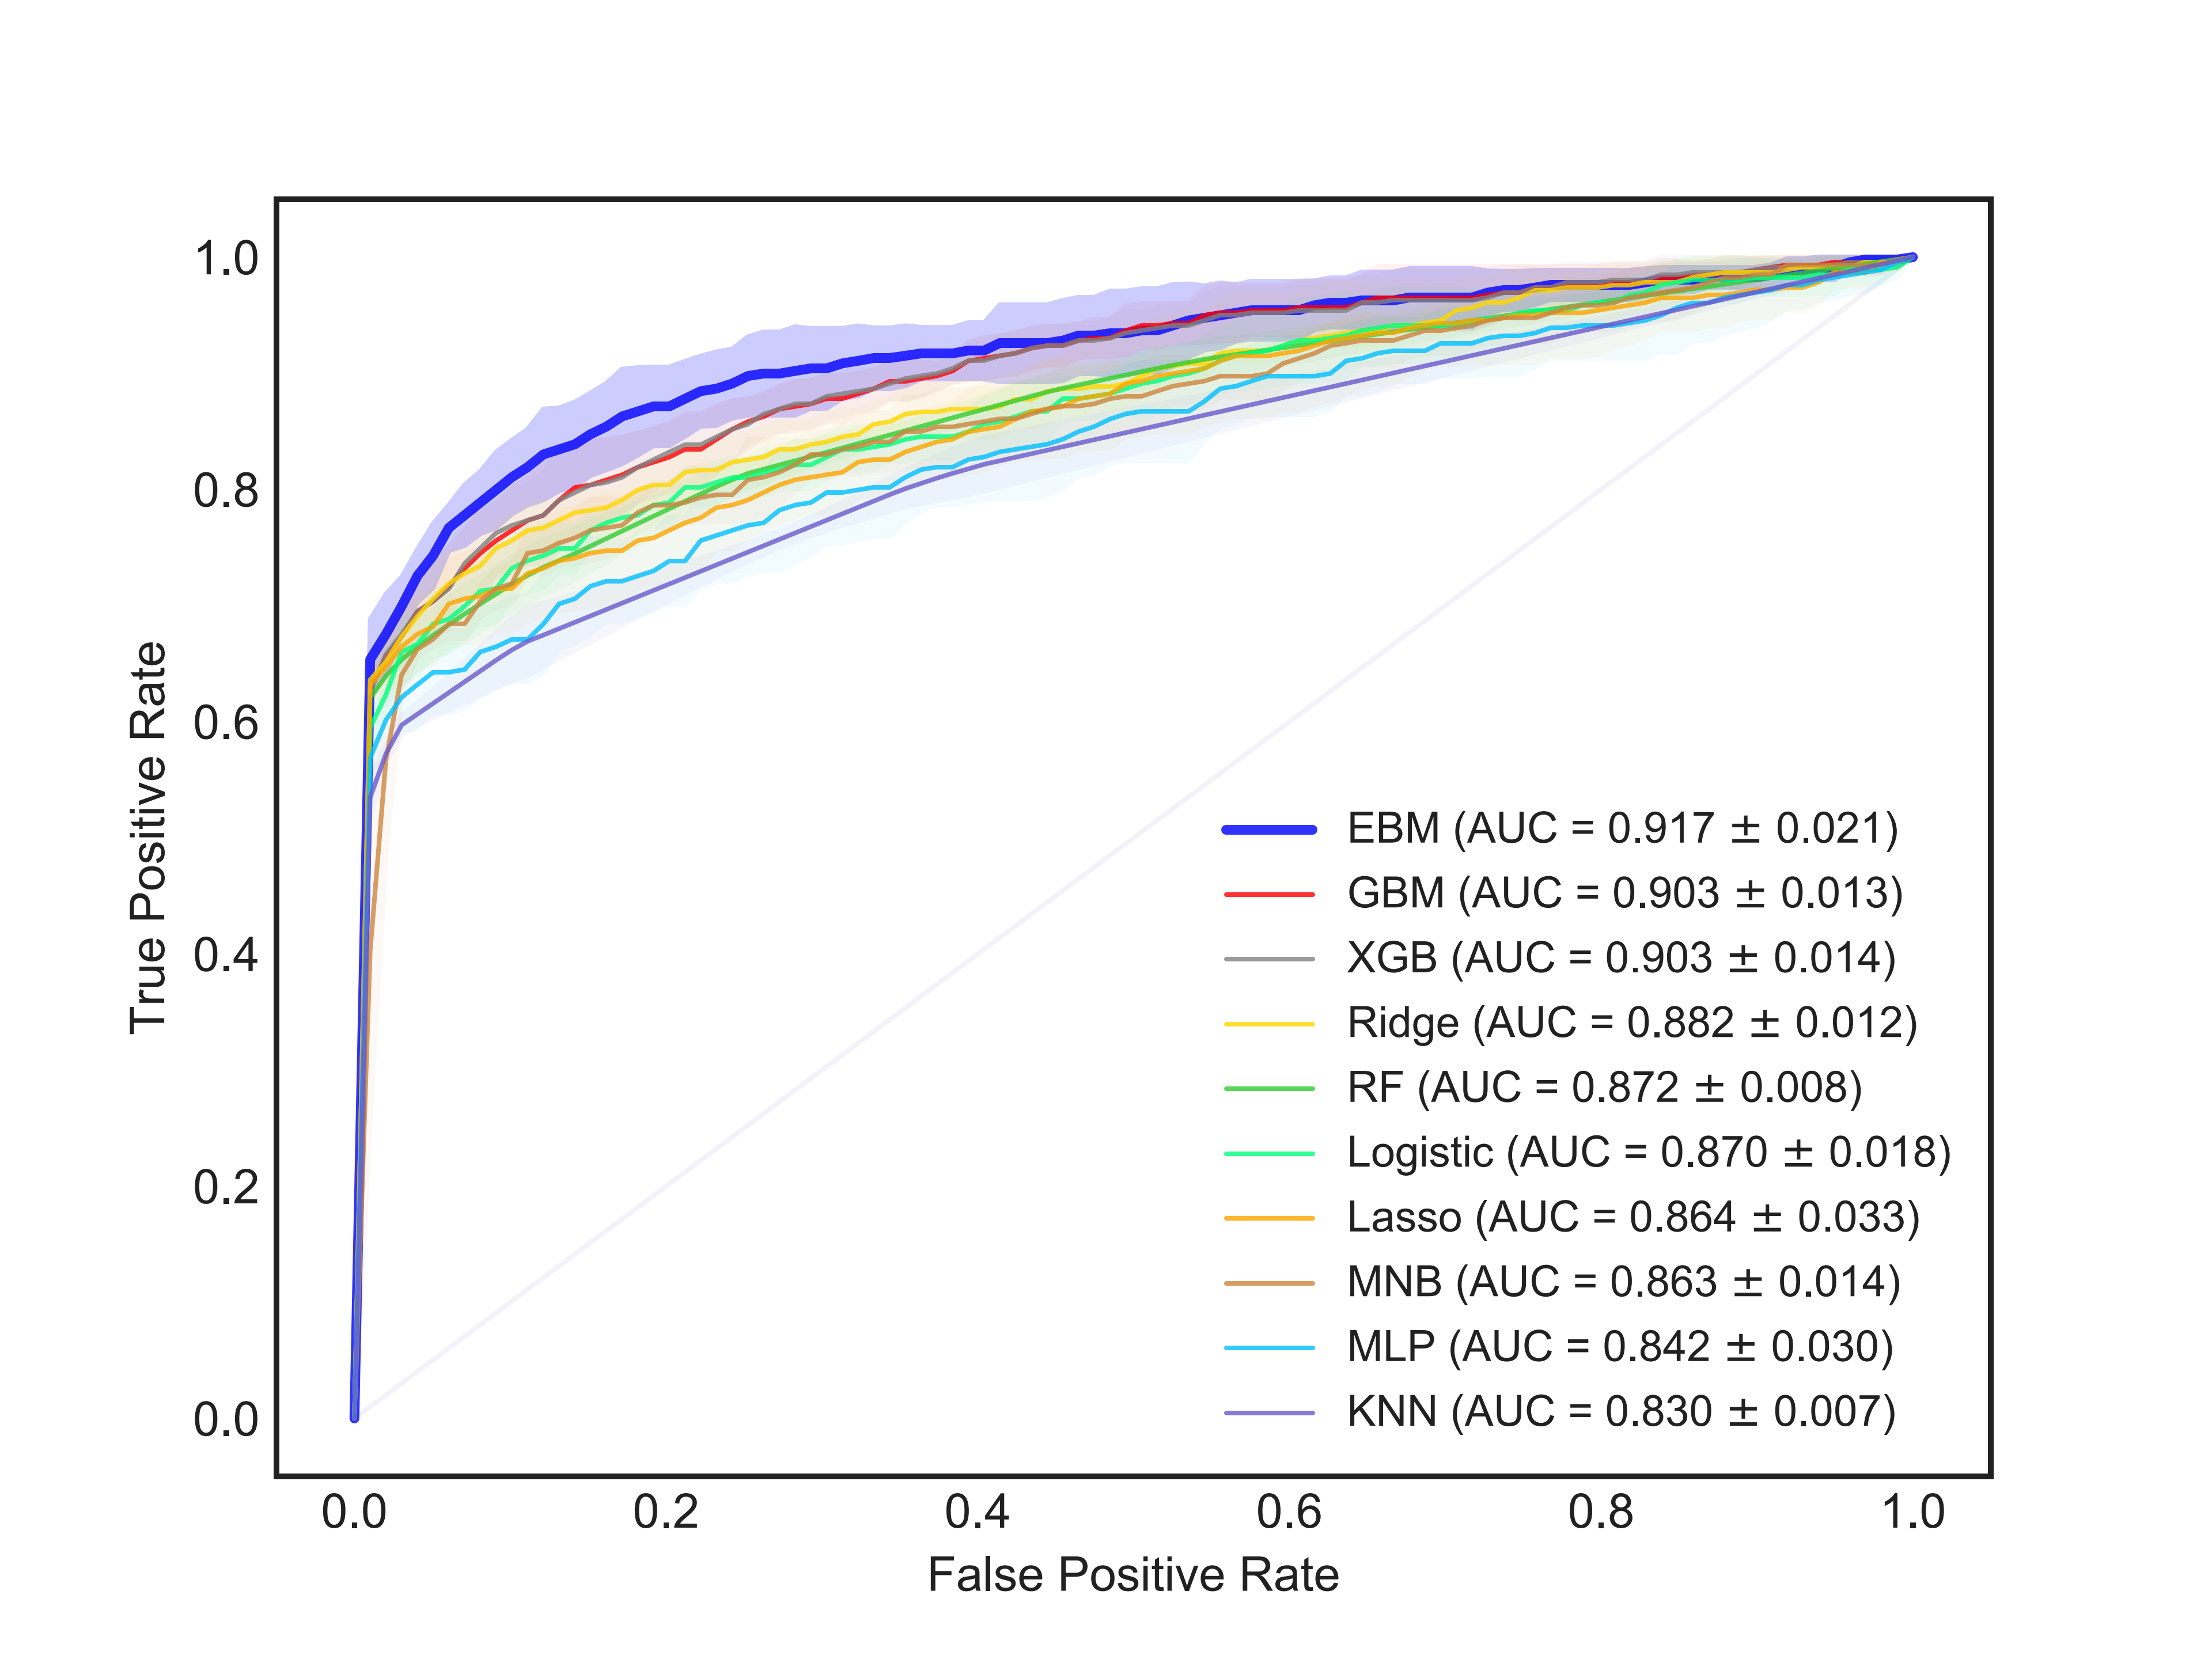 1.0
0.8
0.6
0.4
0.2
0.0
True Positive Rate
EBM (AUC = 0.917 ± 0.021)
GBM (AUC = 0.903 ± 0.013)
XGB (AUC = 0.903 ± 0.014)
Ridge (AUC = 0.882 ± 0.012)
RF (AUC = 0.872 ± 0.008)
Logistic (AUC = 0.870 ± 0.018)
Lasso (AUC = 0.864 ± 0.033)
MNB (AUC = 0.863 ± 0.014)
MLP (AUC = 0.842 ± 0.030)
KNN (AUC = 0.830 ± 0.007)
0.0 0.2 0.4 0.6 0.8 1.0
False Positive Rate